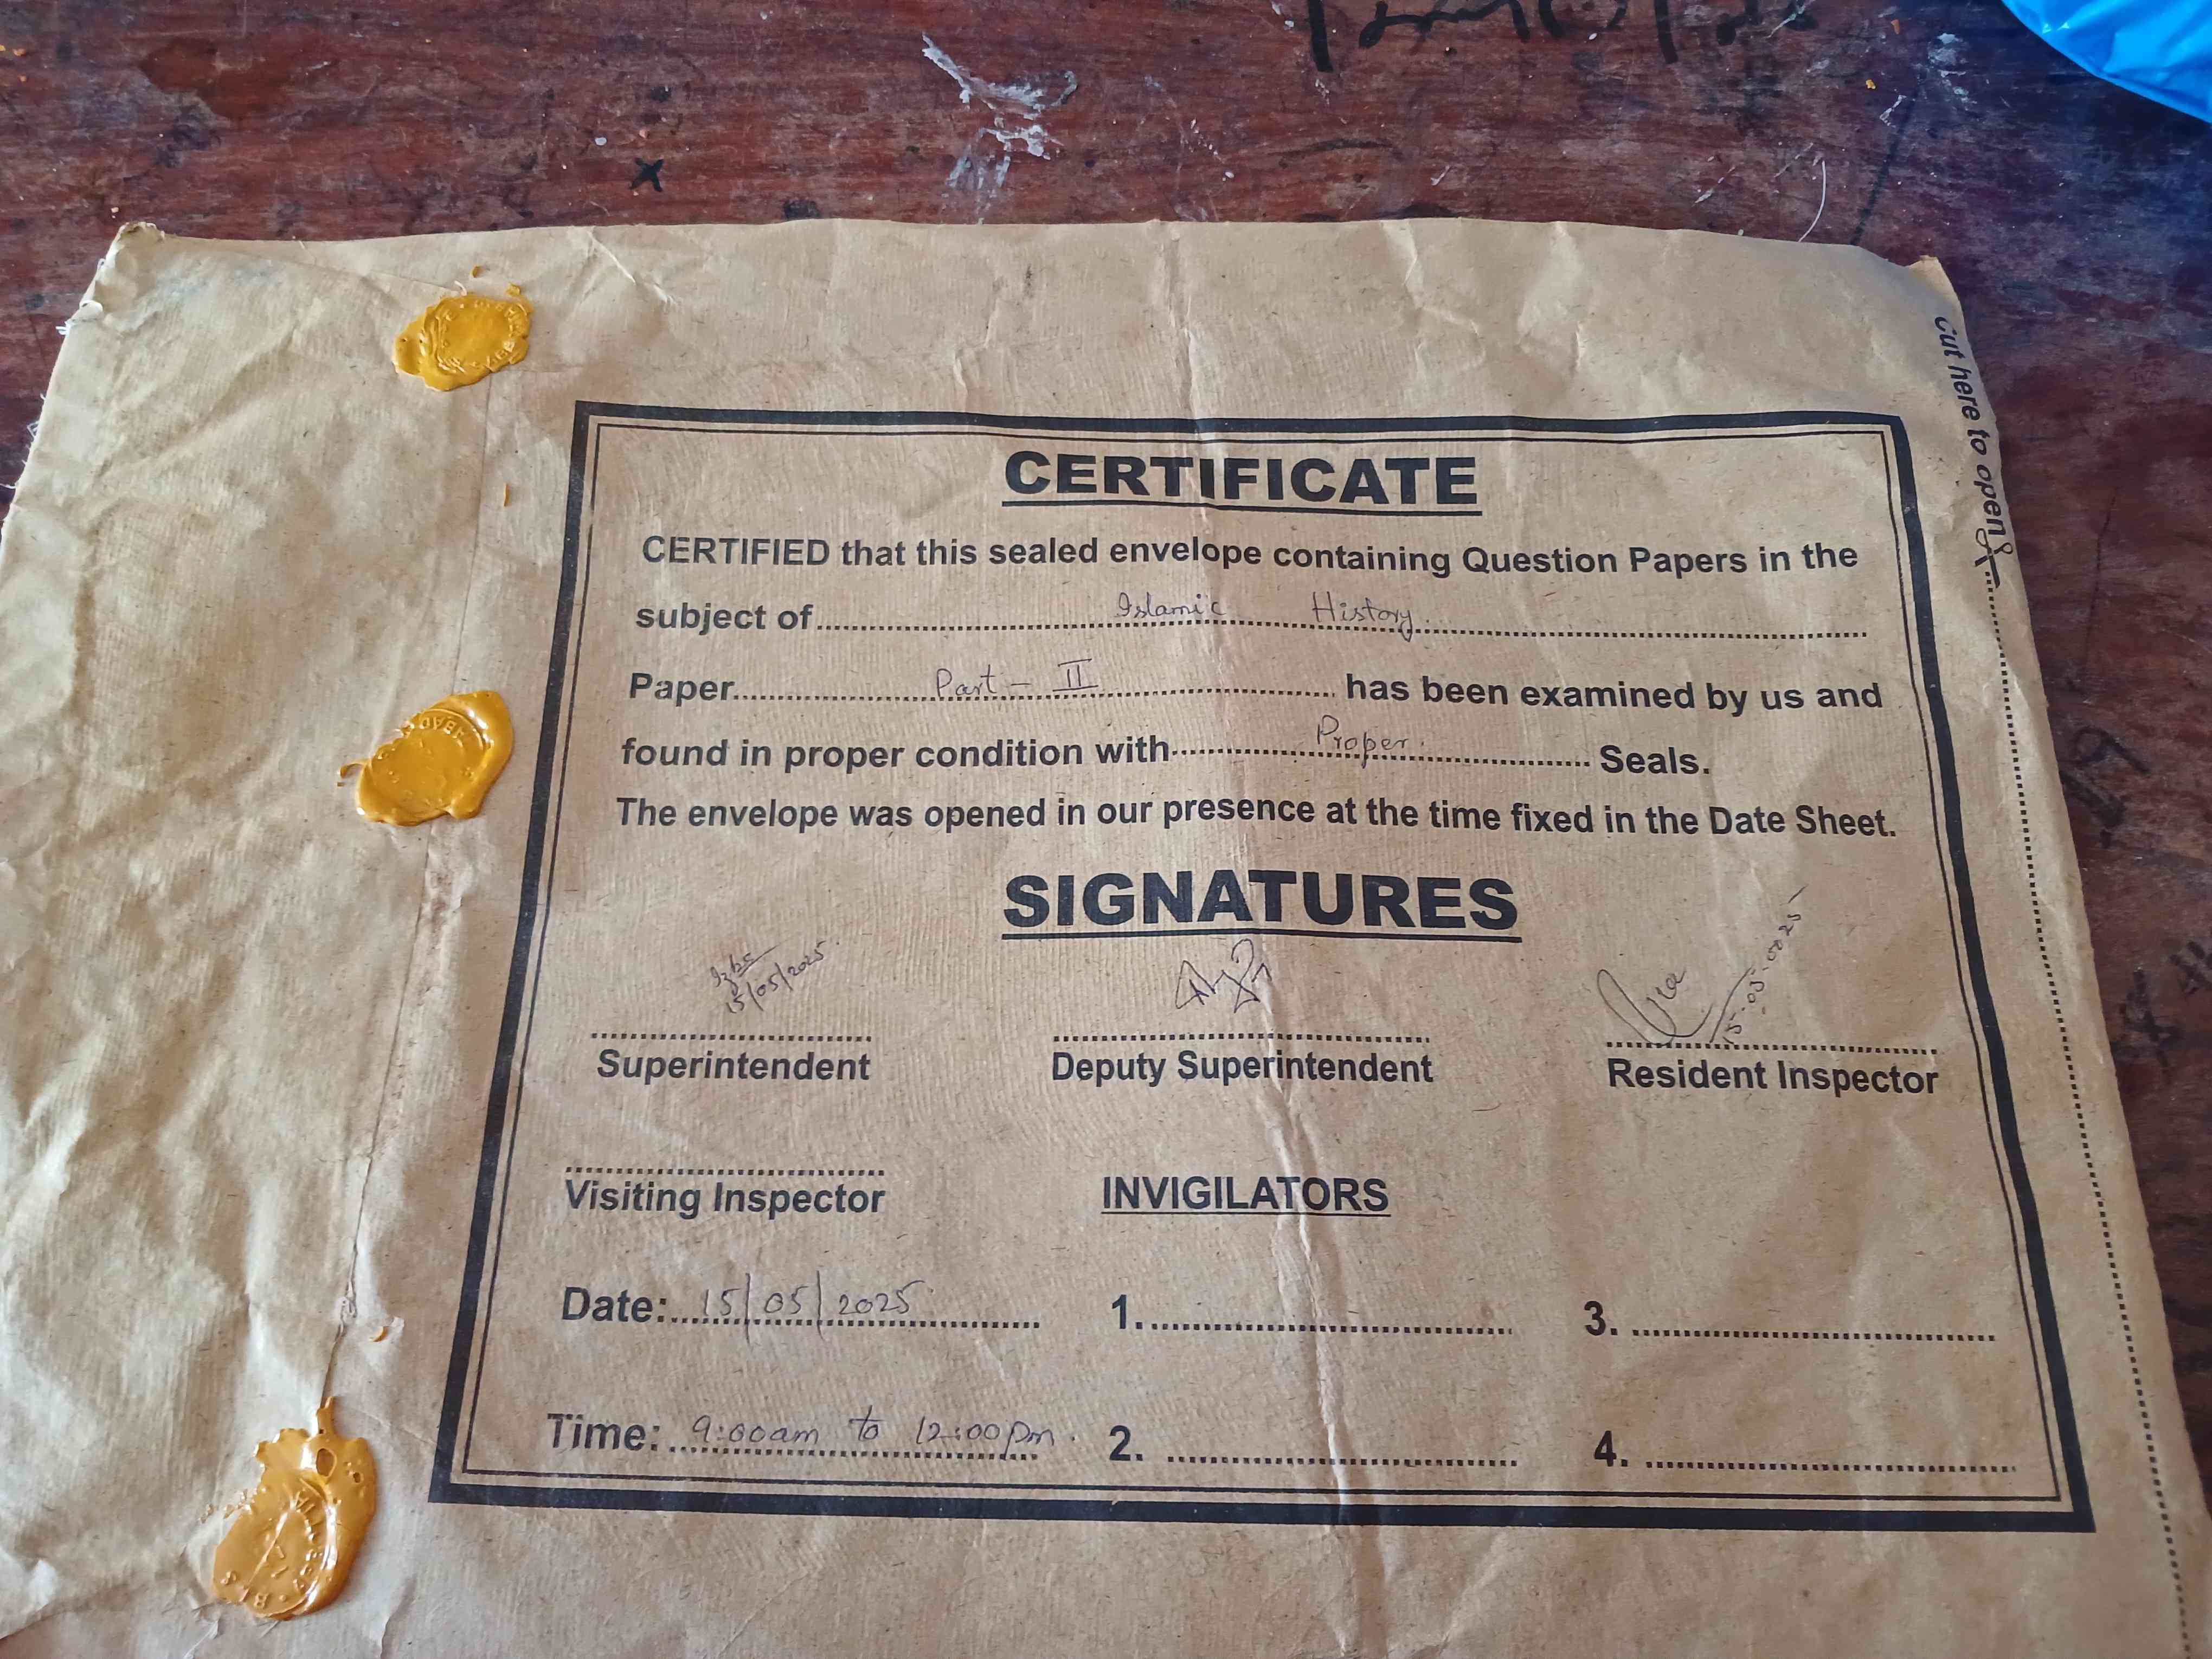 Cut here to open
CERTIFICATE
CERTIFIED that this sealed envelope containing Question Papers in the
subject of.....Islamic History.....
Paper.....Part - II..... has been examined by us and
found in proper condition with.....Proper..... Seals.
The envelope was opened in our presence at the time fixed in the Date Sheet.
SIGNATURES
15/05/2025
Superintendent Deputy Superintendent Resident Inspector
Visiting Inspector INVIGILATORS
Date: 15/05/2025 1. 3.
Time: 9:00am to 12:00pm. 2. 4.